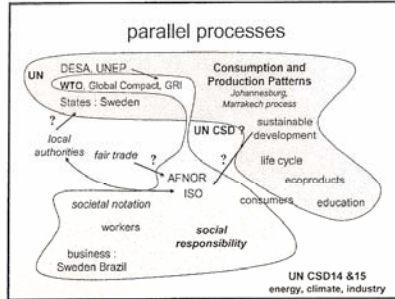 parallel processes
UN
DESA, UNEP
WTO, Global Compact, GRI
States : Sweden
Consumption and
Production Patterns
Johannesburg,
Marrakech process
?
UN CSD ?
sustainable
development
local
authorities
fair trade
?
?
life cycle
AFNOR
ISO
ecoproducts
societal notation
consumers
education
workers
social
responsibility
business :
Sweden Brazil
UN CSD14 &15
energy, climate, industry